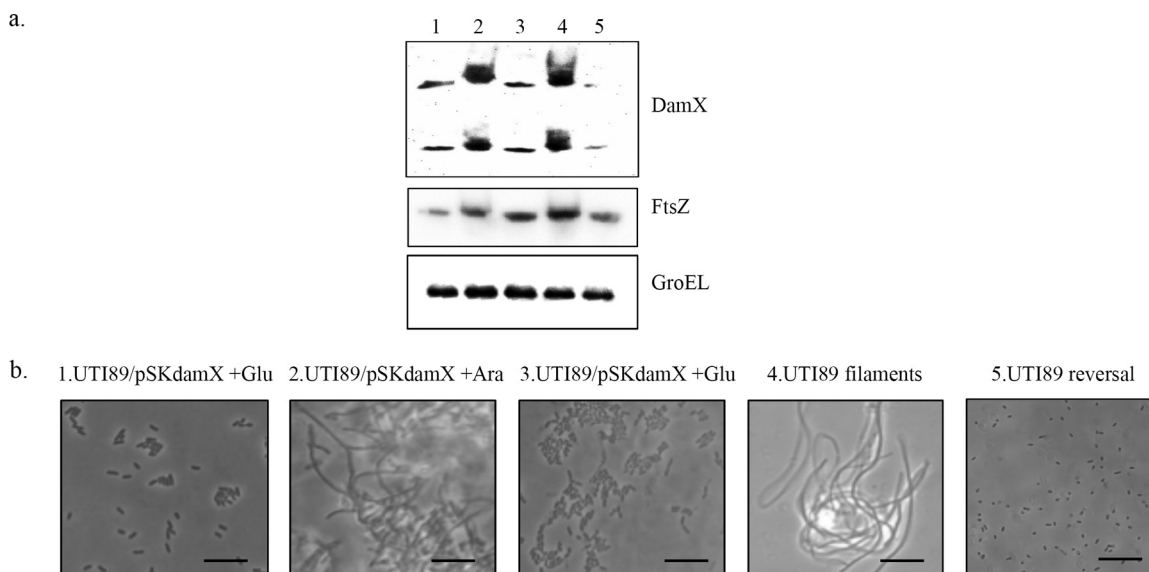 a.
1 2 3 4 5
DamX
FtsZ
GroEL
b. 1.UTI89/pSKdamX +Glu 2.UTI89/pSKdamX +Ara 3.UTI89/pSKdamX +Glu 4.UTI89 filaments 5.UTI89 reversal